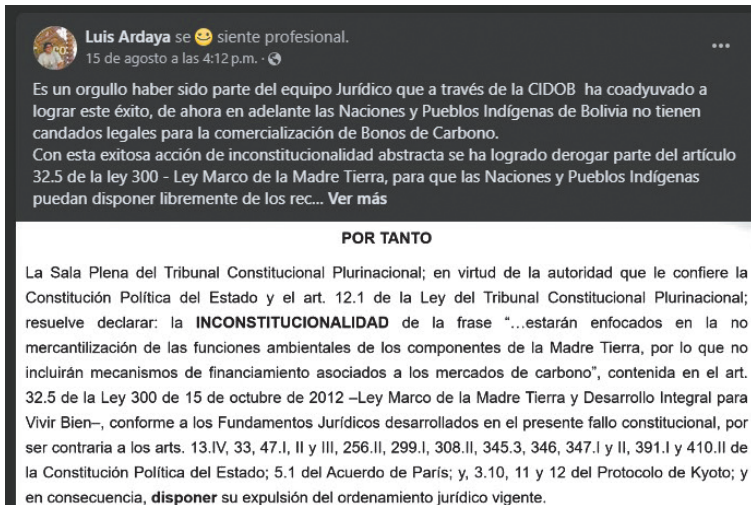 Luis Ardaya se 😄 siente profesional.
15 de agosto a las 4:12 p.m. ·
Es un orgullo haber sido parte del equipo Jurídico que a través de la CIDOB ha coadyuvado a
lograr este éxito, de ahora en adelante las Naciones y Pueblos Indígenas de Bolivia no tienen
candados legales para la comercialización de Bonos de Carbono.
Con esta exitosa acción de inconstitucionalidad abstracta se ha logrado derogar parte del artículo
32.5 de la ley 300 - Ley Marco de la Madre Tierra, para que las Naciones y Pueblos Indígenas
puedan disponer libremente de los rec... Ver más
POR TANTO
La Sala Plena del Tribunal Constitucional Plurinacional; en virtud de la autoridad que le confiere la
Constitución Política del Estado y el art. 12.1 de la Ley del Tribunal Constitucional Plurinacional;
resuelve declarar: la INCONSTITUCIONALIDAD de la frase “...estarán enfocados en la no
mercantilización de las funciones ambientales de los componentes de la Madre Tierra, por lo que no
incluirán mecanismos de financiamiento asociados a los mercados de carbono”, contenida en el art.
32.5 de la Ley 300 de 15 de octubre de 2012 –Ley Marco de la Madre Tierra y Desarrollo Integral para
Vivir Bien–, conforme a los Fundamentos Jurídicos desarrollados en el presente fallo constitucional, por
ser contraria a los arts. 13.IV, 33, 47.I, II y III, 256.II, 299.I, 308.II, 345.3, 346, 347.I y II, 391.I y 410.II de
la Constitución Política del Estado; 5.1 del Acuerdo de París; y, 3.10, 11 y 12 del Protocolo de Kyoto; y
en consecuencia, disponer su expulsión del ordenamiento jurídico vigente.